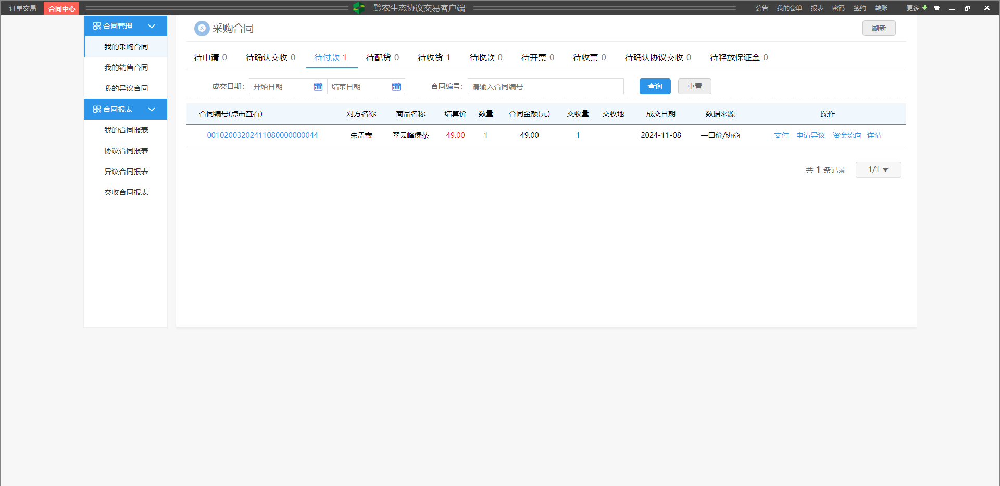 订单交易 合同中心 黔农生态协议交易客户端 公告 我的仓单 报表 密码 签约 转账 更多
合同管理
我的采购合同
我的销售合同
我的异议合同
合同报表
我的合同报表
协议合同报表
异议合同报表
交收合同报表
采购合同 刷新
待申请 0 待确认交收 0 待付款 1 待配货 0 待收货 1 待收款 0 待开票 0 待收票 0 待确认协议交收 0 待释放保证金 0
成交日期: 开始日期 结束日期 合同编号: 请输入合同编号 查询 重置
合同编号(点击查看) 对方名称 商品名称 结算价 数量 合同金额(元) 交收量 交收地 成交日期 数据来源 操作
00102003202411080000000044 朱孟鑫 翠云峰绿茶 49.00 1 49.00 1 2024-11-08 一口价/协商 支付 申请异议 资金流向 详情
共 1 条记录 1/1